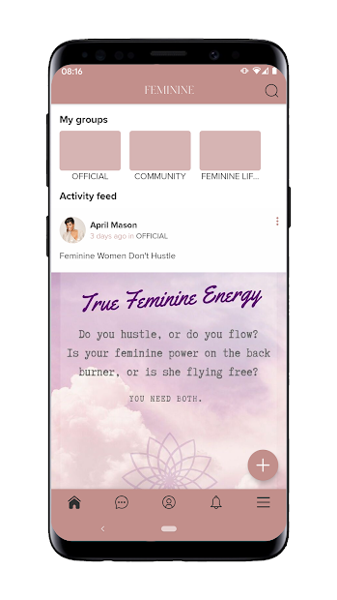 08:16
FEMININE
My groups
OFFICIAL
COMMUNITY
FEMININE LIF...
Activity feed
April Mason
3 days ago in OFFICIAL
Feminine Women Don't Hustle
True Feminine Energy
Do you hustle, or do you flow?
Is your feminine power on the back
burner, or is she flying free?
YOU NEED BOTH.